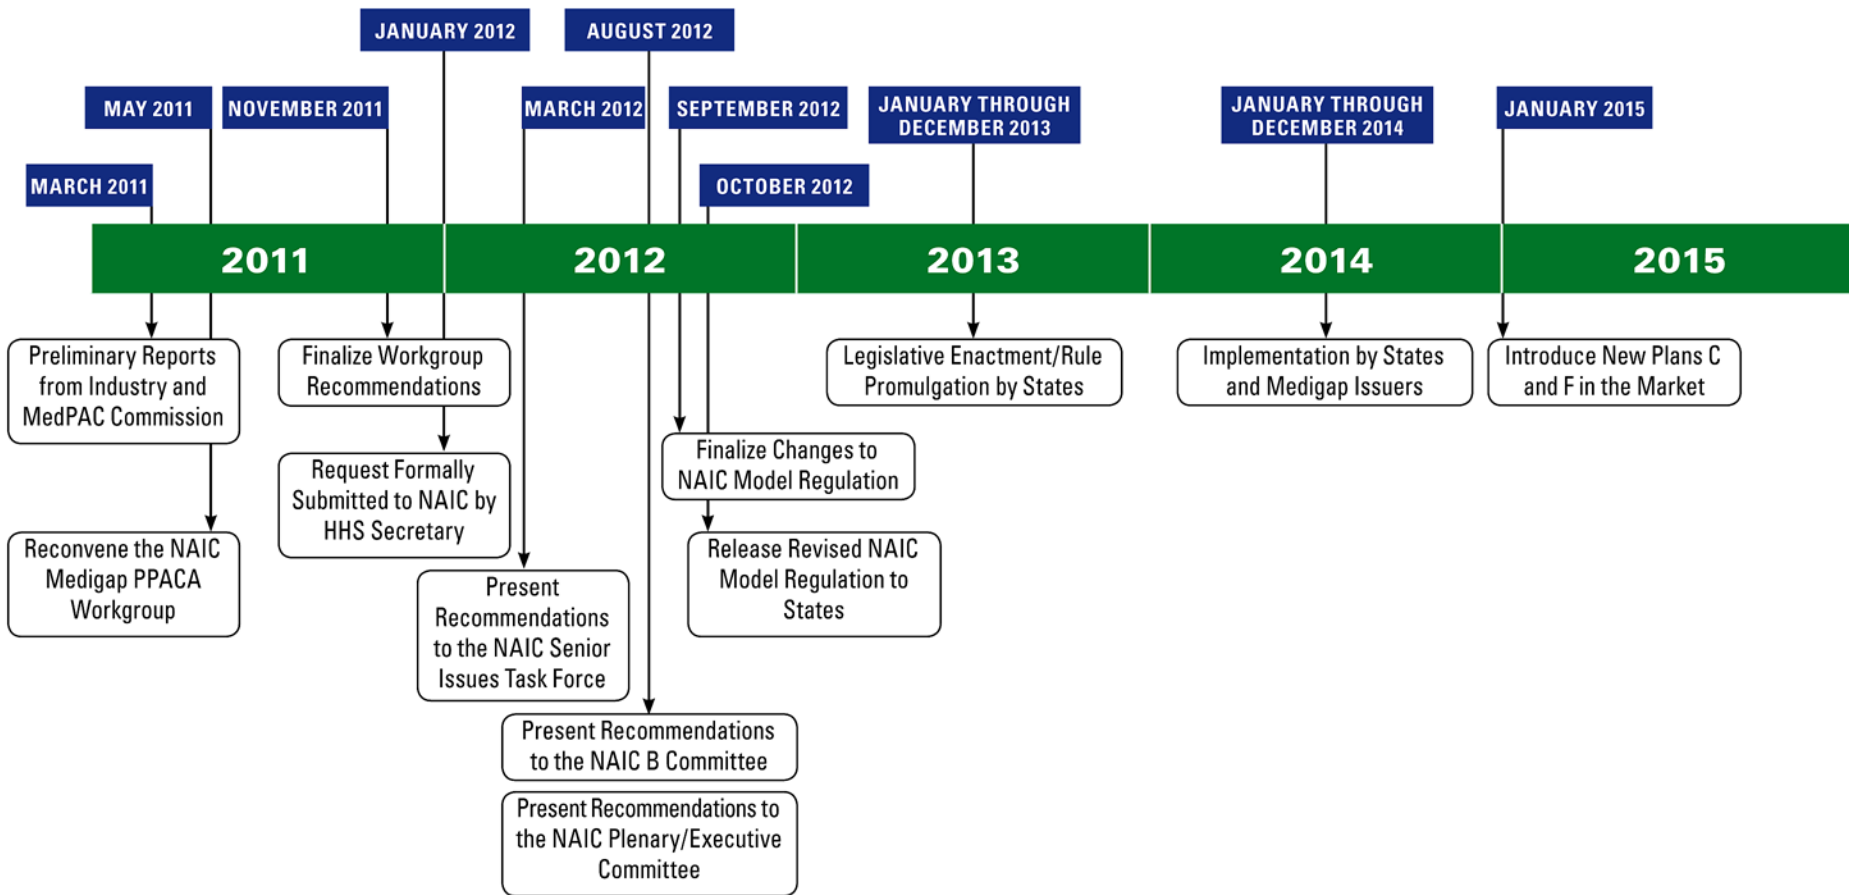 JANUARY 2012
AUGUST 2012
MAY 2011
NOVEMBER 2011
MARCH 2012
SEPTEMBER 2012
JANUARY THROUGH
DECEMBER 2013
JANUARY THROUGH
DECEMBER 2014
JANUARY 2015
MARCH 2011
OCTOBER 2012
2011
2012
2013
2014
2015
Preliminary Reports
from Industry and
MedPAC Commission
Finalize Workgroup
Recommendations
Legislative Enactment/Rule
Promulgation by States
Implementation by States
and Medigap Issuers
Introduce New Plans C
and F in the Market
Finalize Changes to
NAIC Model Regulation
Request Formally
Submitted to NAIC by
HHS Secretary
Reconvene the NAIC
Medigap PPACA
Workgroup
Release Revised NAIC
Model Regulation to
States
Present
Recommendations
to the NAIC Senior
Issues Task Force
Present Recommendations
to the NAIC B Committee
Present Recommendations to
the NAIC Plenary/Executive
Committee